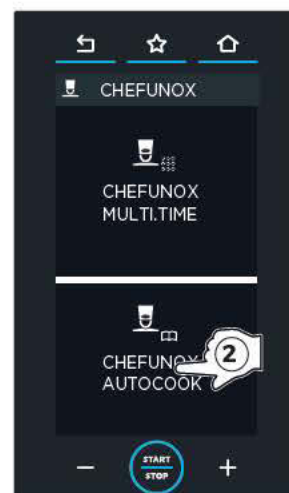 CHEFUNOX
CHEFUNOX
MULTI.TIME
CHEFUNOX
AUTOCOOK
2
− START STOP +